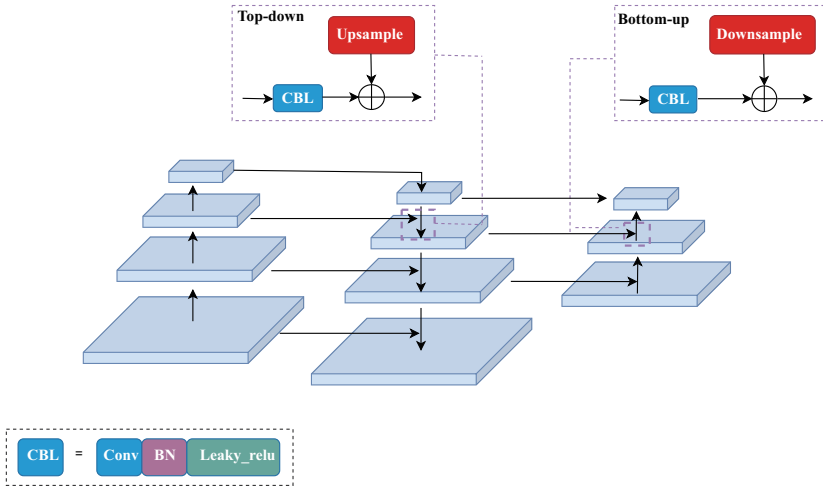 Top-down
Upsample
CBL
Bottom-up
Downsample
CBL
CBL = Conv BN Leaky_relu